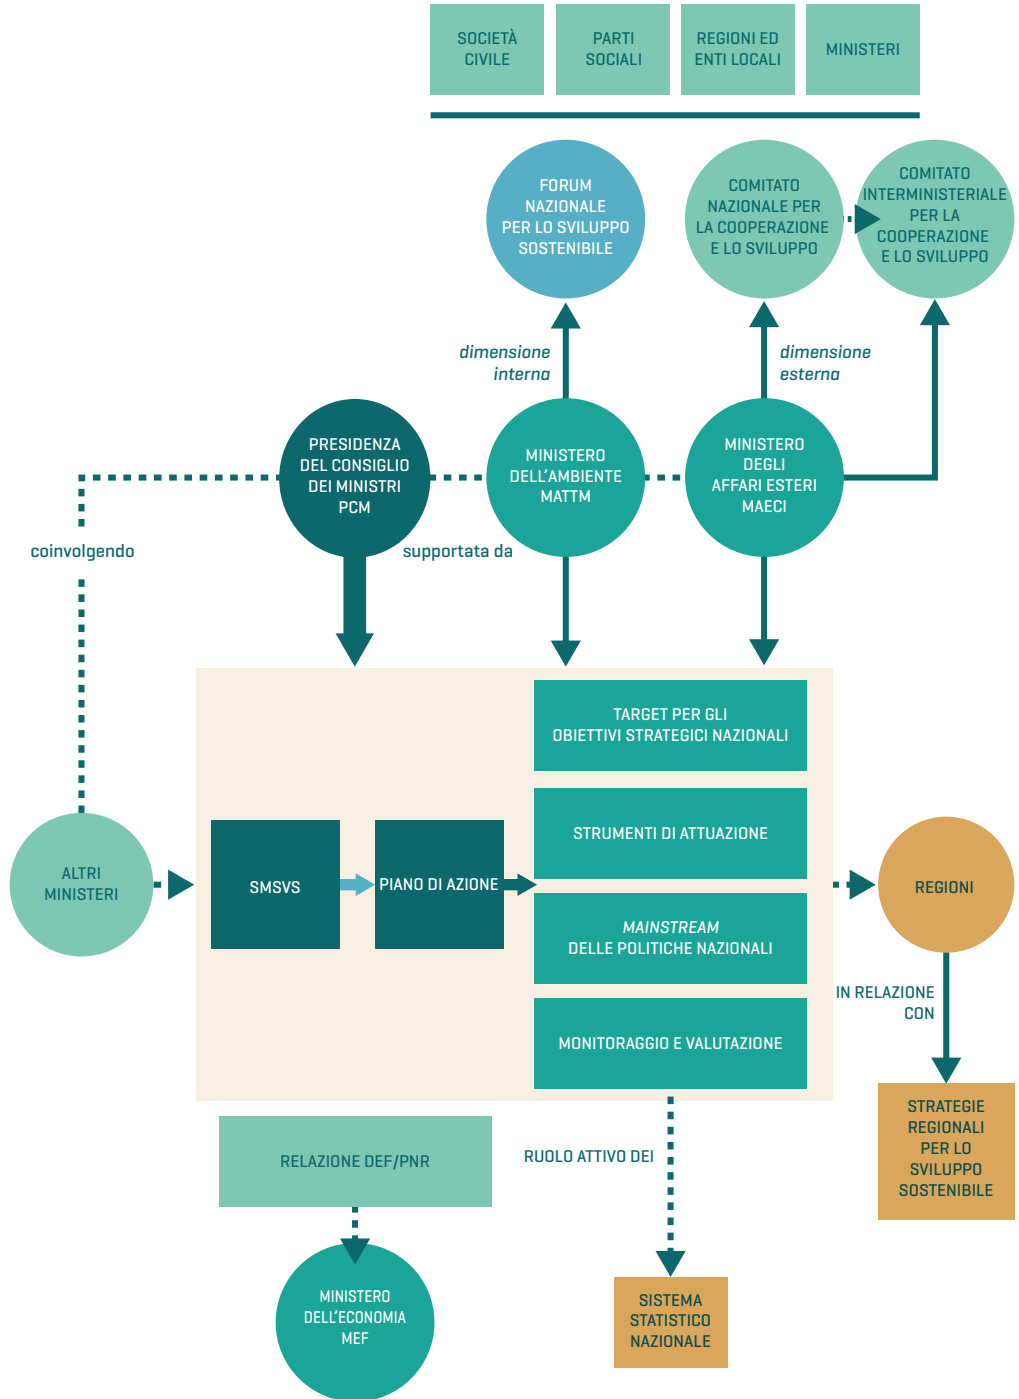 SOCIETÀ
CIVILE
PARTI
SOCIALI
REGIONI ED
ENTI LOCALI
MINISTERI
FORUM
NAZIONALE
PER LO SVILUPPO
SOSTENIBILE
COMITATO
NAZIONALE PER
LA COOPERAZIONE
E LO SVILUPPO
COMITATO
INTERMINISTERIALE
PER LA
COOPERAZIONE
E LO SVILUPPO
dimensione
interna
dimensione
esterna
PRESIDENZA
DEL CONSIGLIO
DEI MINISTRI
PCM
MINISTERO
DELL'AMBIENTE
MATTM
MINISTERO
DEGLI
AFFARI ESTERI
MAECI
coinvolgendo
supportata da
TARGET PER GLI
OBIETTIVI STRATEGICI NAZIONALI
STRUMENTI DI ATTUAZIONE
ALTRI
MINISTERI
SMSVS
PIANO DI AZIONE
REGIONI
MAINSTREAM
DELLE POLITICHE NAZIONALI
IN RELAZIONE
CON
MONITORAGGIO E VALUTAZIONE
STRATEGIE
REGIONALI
PER LO
SVILUPPO
SOSTENIBILE
RELAZIONE DEF/PNR
RUOLO ATTIVO DEI
MINISTERO
DELL'ECONOMIA
MEF
SISTEMA
STATISTICO
NAZIONALE